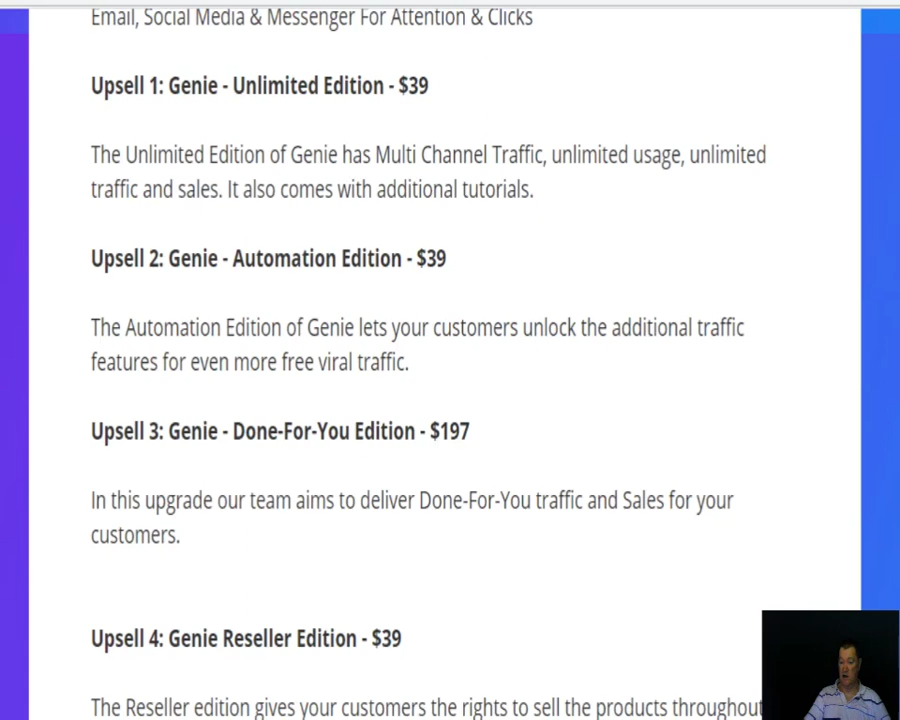 Email, Social Media & Messenger For Attention & Clicks
Upsell 1: Genie - Unlimited Edition - $39
The Unlimited Edition of Genie has Multi Channel Traffic, unlimited usage, unlimited
traffic and sales. It also comes with additional tutorials.
Upsell 2: Genie - Automation Edition - $39
The Automation Edition of Genie lets your customers unlock the additional traffic
features for even more free viral traffic.
Upsell 3: Genie - Done-For-You Edition - $197
In this upgrade our team aims to deliver Done-For-You traffic and Sales for your
customers.
Upsell 4: Genie Reseller Edition - $39
The Reseller edition gives your customers the rights to sell the products throughout